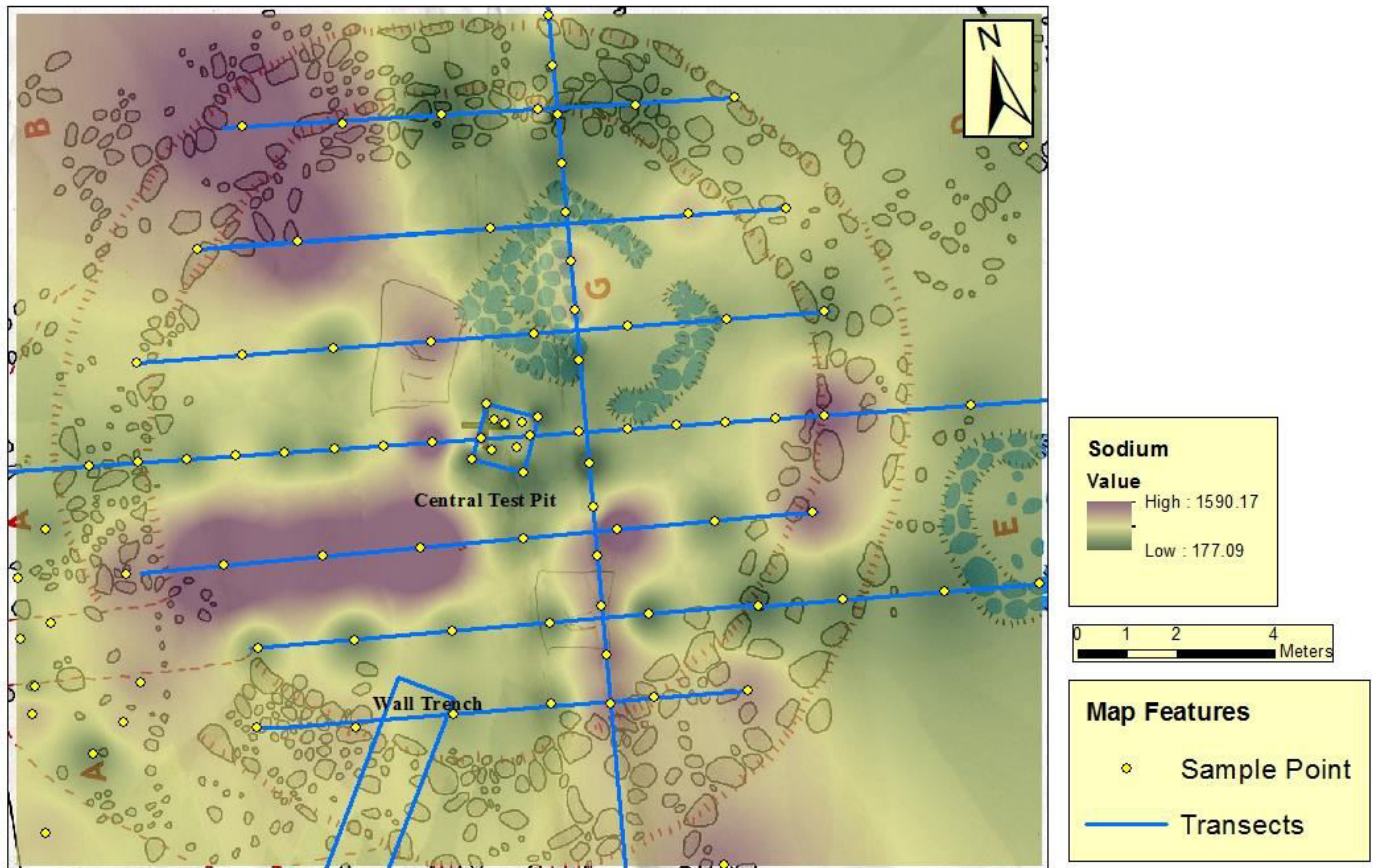 B
N
G
Central Test Pit
A
E
Wall Trench
A
Sodium
Value
High : 1590.17
Low : 177.09
0 1 2 4
Meters
Map Features
Sample Point
Transects